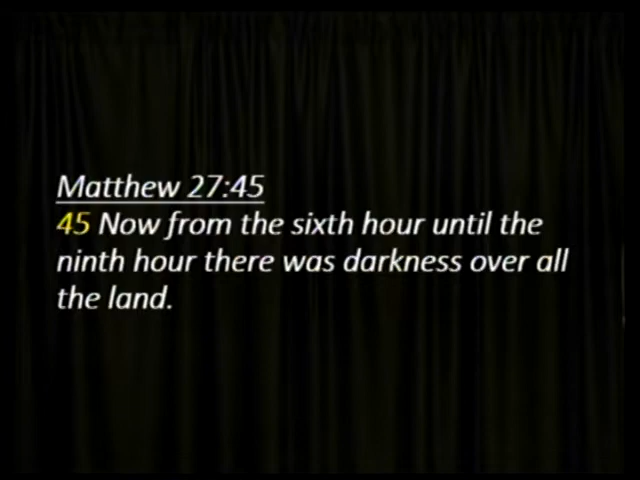 Matthew 27:45
45 Now from the sixth hour until the
ninth hour there was darkness over all
the land.